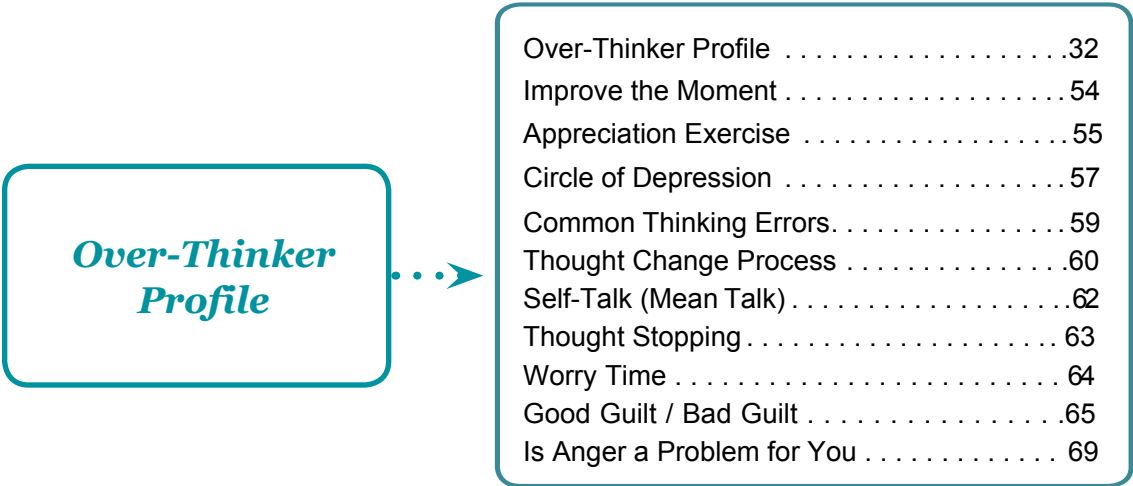 Over-Thinker
Profile
Over-Thinker Profile . . . . . . . . . . . . . . . . . . .32
Improve the Moment . . . . . . . . . . . . . . . . . . . 54
Appreciation Exercise . . . . . . . . . . . . . . . . . . 55
Circle of Depression . . . . . . . . . . . . . . . . . . . 57
Common Thinking Errors. . . . . . . . . . . . . . . . 59
Thought Change Process . . . . . . . . . . . . . . .60
Self-Talk (Mean Talk) . . . . . . . . . . . . . . . . . . .62
Thought Stopping . . . . . . . . . . . . . . . . . . . . . 63
Worry Time . . . . . . . . . . . . . . . . . . . . . . . . . . 64
Good Guilt / Bad Guilt . . . . . . . . . . . . . . . . .65
Is Anger a Problem for You . . . . . . . . . . . . . 69